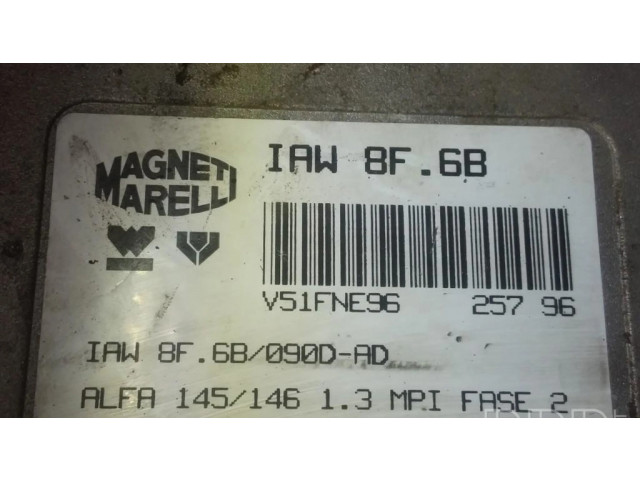 MAGNETI
MARELLI
IAW 8F.6B
V51FNE96 257 96
IAW 8F.6B/090D-AD
ALFA 145/146 1.3 MPI FASE 2